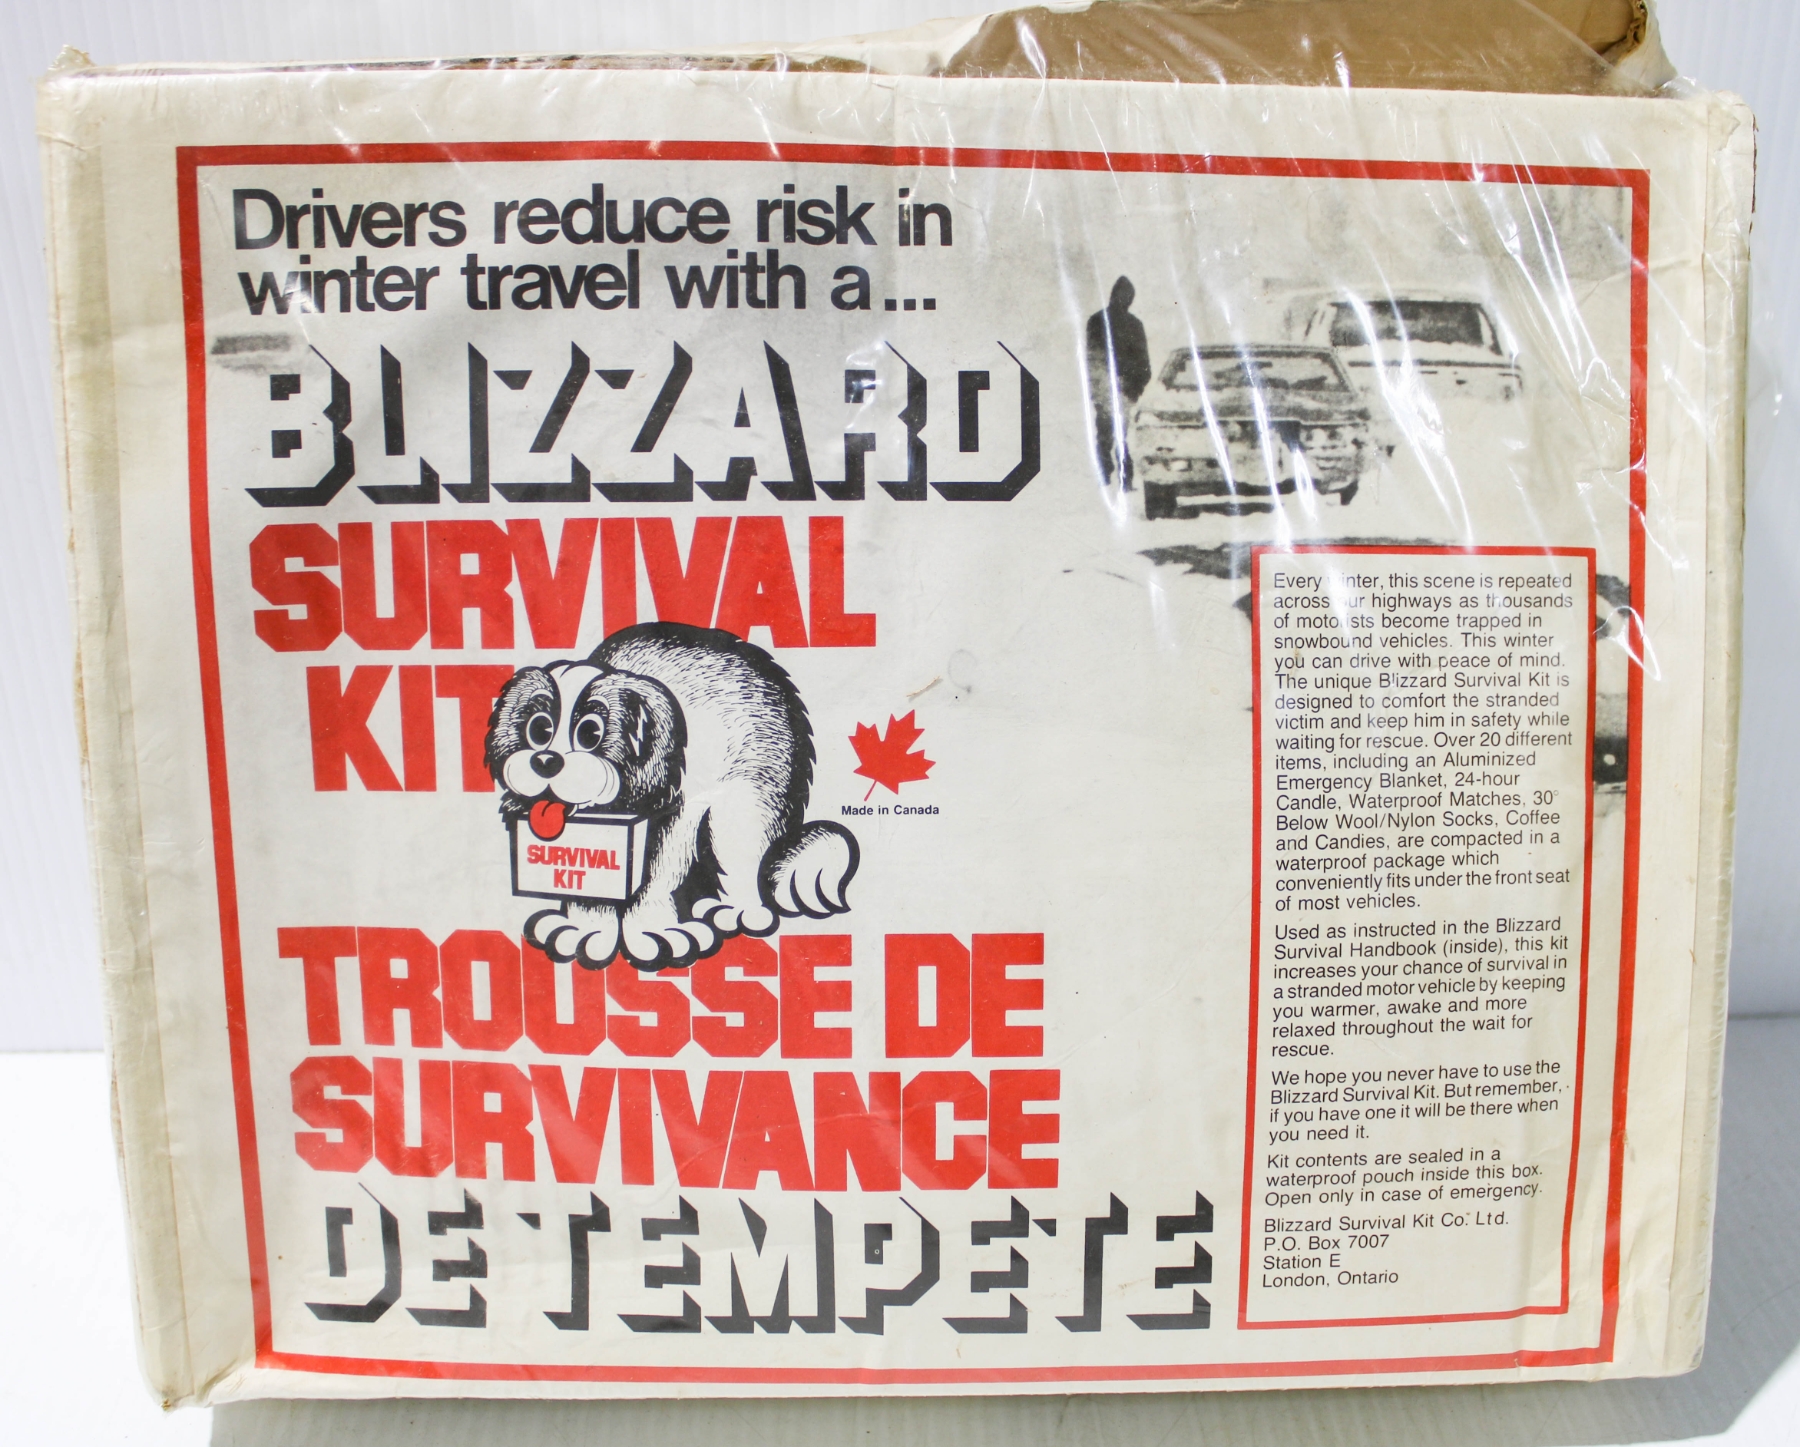 Drivers reduce risk in
winter travel with a...
BLIZZARD
SURVIVAL
KIT
SURVIVAL
KIT
Made in Canada
TROUSSE DE
SURVIVANCE
DE TEMPETE
Every winter, this scene is repeated
across our highways as thousands
of motorists become trapped in
snowbound vehicles. This winter
you can drive with peace of mind.
The unique Blizzard Survival Kit is
designed to comfort the stranded
victim and keep him in safety while
waiting for rescue. Over 20 different
items, including an Aluminized
Emergency Blanket, 24-hour
Candle, Waterproof Matches, 30°
Below Wool/Nylon Socks, Coffee
and Candies, are compacted in a
waterproof package which
conveniently fits under the front seat
of most vehicles.
Used as instructed in the Blizzard
Survival Handbook (inside), this kit
increases your chance of survival in
a stranded motor vehicle by keeping
you warmer, awake and more
relaxed throughout the wait for
rescue.
We hope you never have to use the
Blizzard Survival Kit. But remember,
if you have one it will be there when
you need it.
Kit contents are sealed in a
waterproof pouch inside this box.
Open only in case of emergency.
Blizzard Survival Kit Co. Ltd.
P.O. Box 7007
Station E
London, Ontario